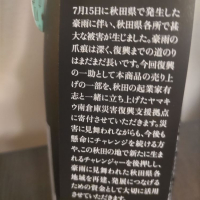 7月15日に秋田県で発生した
豪雨に伴い、秋田県各所で甚
大な被害が生じました。豪雨の
爪痕は深く、復興までの道のり
はまだまだ長いです。今回復興
の一助として本商品の売り上
げの一部を、秋田の起業家有
志と一緒に立ち上げたヤマキ
ウ南倉庫災害復興支援拠点
に寄付させていただきます。災
害に見舞われながらも、今後も
懸命にチャレンジを続ける方々
や、この秋田の地で新たに生ま
れるチャレンジャーを後押しし、
豪雨に見舞われた秋田県各
地域を再建、発展につなげる
ための資金として大切に活用
させていただきます。